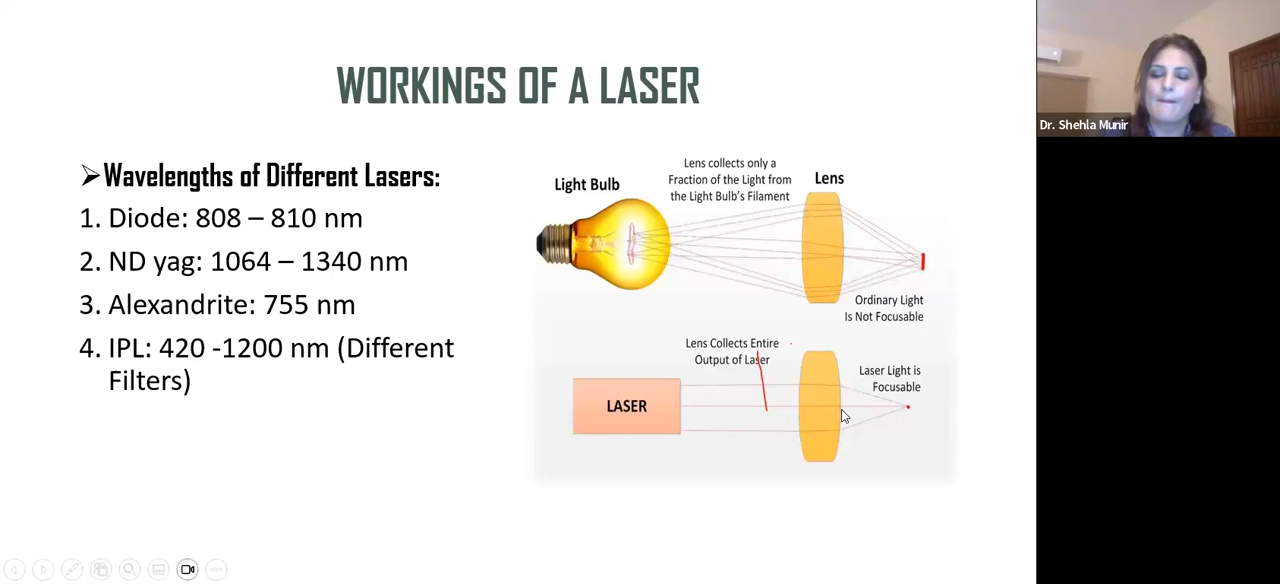 WORKINGS OF A LASER
➢Wavelengths of Different Lasers:
1. Diode: 808 – 810 nm
2. ND yag: 1064 – 1340 nm
3. Alexandrite: 755 nm
4. IPL: 420 -1200 nm (Different
Filters)
Light Bulb
Lens collects only a
Fraction of the Light from
the Light Bulb's Filament
Lens
Ordinary Light
Is Not Focusable
Lens Collects Entire
Output of Laser
Laser Light is
Focusable
LASER
Dr. Shehla Munir